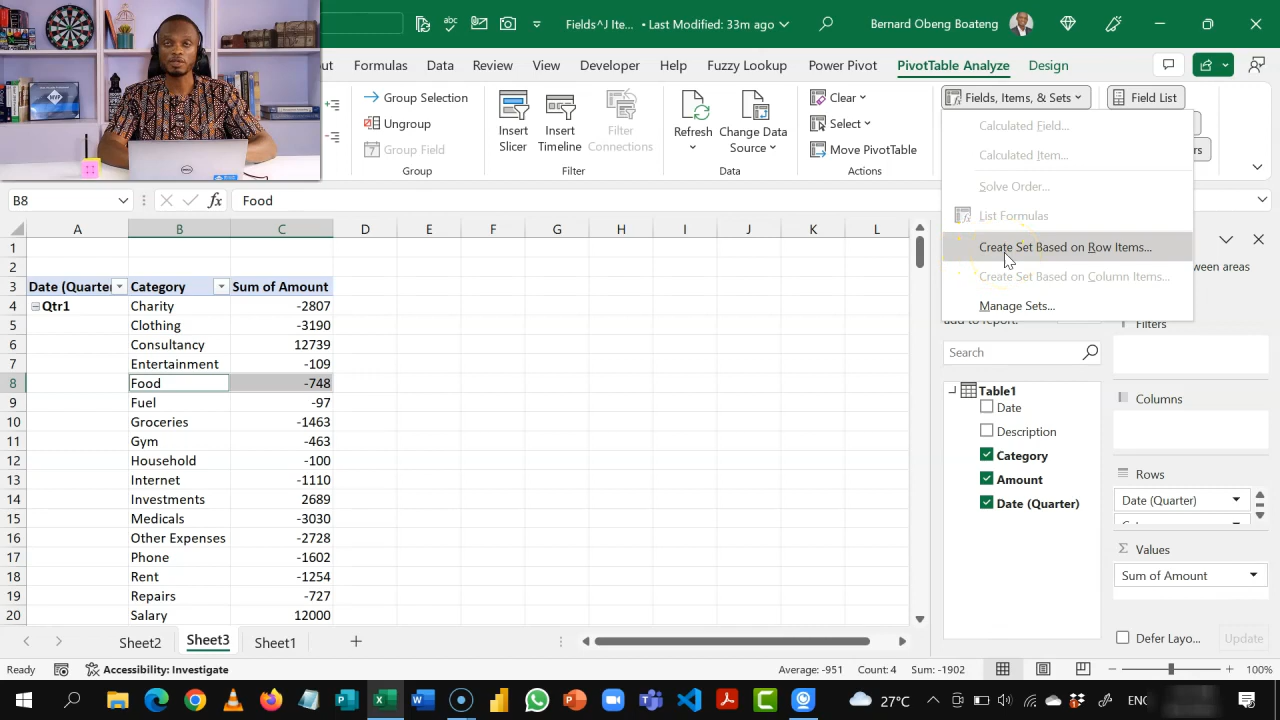 Fields^J Ite... • Last Modified: 33m ago
Bernard Obeng Boateng
ut Formulas Data Review View Developer Help Fuzzy Lookup Power Pivot PivotTable Analyze Design
Group Selection
Ungroup
Group Field
Group
Insert Slicer
Insert Timeline
Filter Connections
Filter
Refresh
Change Data Source
Data
Clear
Select
Move PivotTable
Actions
Fields, Items, & Sets
Field List
rs
Calculated Field...
Calculated Item...
Solve Order...
List Formulas
Create Set Based on Row Items...
Create Set Based on Column Items...
Manage Sets...
B8
fx
Food
A B C D E F G H I J K L
1
2
3 Date (Quarter Category Sum of Amount
4 Qtr1 Charity -2807
5 Clothing -3190
6 Consultancy 12739
7 Entertainment -109
8 Food -748
9 Fuel -97
10 Groceries -1463
11 Gym -463
12 Household -100
13 Internet -1110
14 Investments 2689
15 Medicals -3030
16 Other Expenses -2728
17 Phone -1602
18 Rent -1254
19 Repairs -727
20 Salary 12000
ween areas
add to report:
Search
Table1
Date
Description
Category
Amount
Date (Quarter)
Filters
Columns
Rows
Date (Quarter)
Σ Values
Sum of Amount
Defer Layo...
Update
Sheet2 Sheet3 Sheet1
Ready
Accessibility: Investigate
Average: -951 Count: 4 Sum: -1902
100%
27°C
ENG